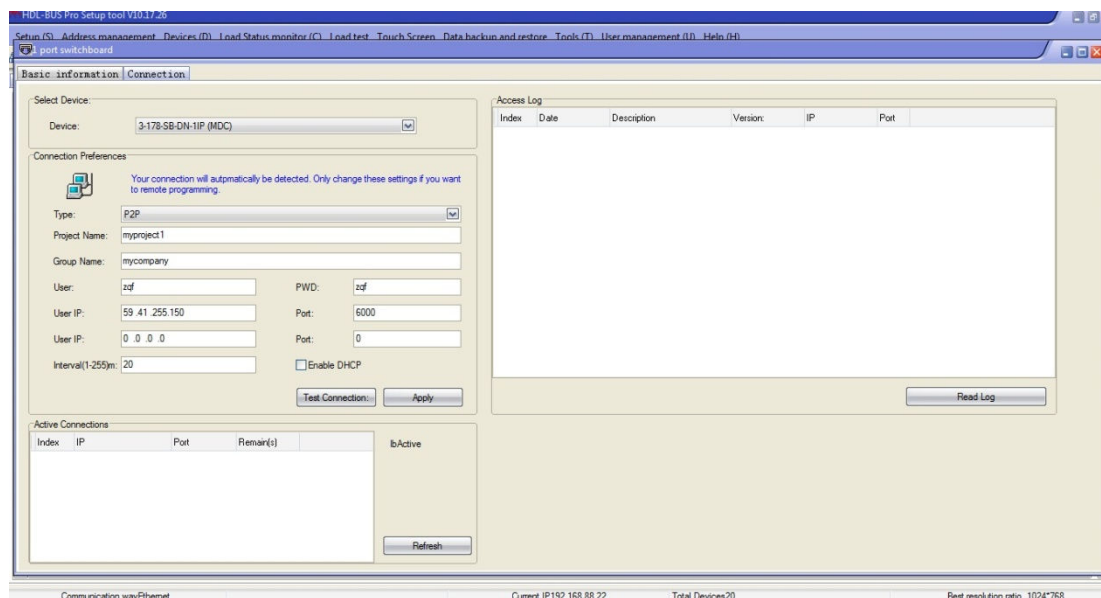 HDL-BUS Pro Setup tool V10.17.26
Setup (S) Address management Devices (D) Load Status monitor (C) Load test Touch Screen Data backup and restore Tools (T) User management (U) Help (H)
1 port switchboard
Basic information Connection
Select Device:
Device: 3-178-SB-DN-1IP (MDC)
Connection Preferences
Your connection will autpmatically be detected. Only change these settings if you want
to remote programming.
Type: P2P
Project Name: myproject1
Group Name: mycompany
User: zqf PWD: zqf
User IP: 59 .41 .255.150 Port: 6000
User IP: 0 .0 .0 .0 Port: 0
Interval(1-255)m: 20 Enable DHCP
Test Connection: Apply
Active Connections
Index IP Port Remain(s)
lbActive
Refresh
Access Log
Index Date Description Version: IP Port
Read Log
Communication wayEthernet Current IP192.168.88.22 Total Devices20 Best resolution ratio 1024*768